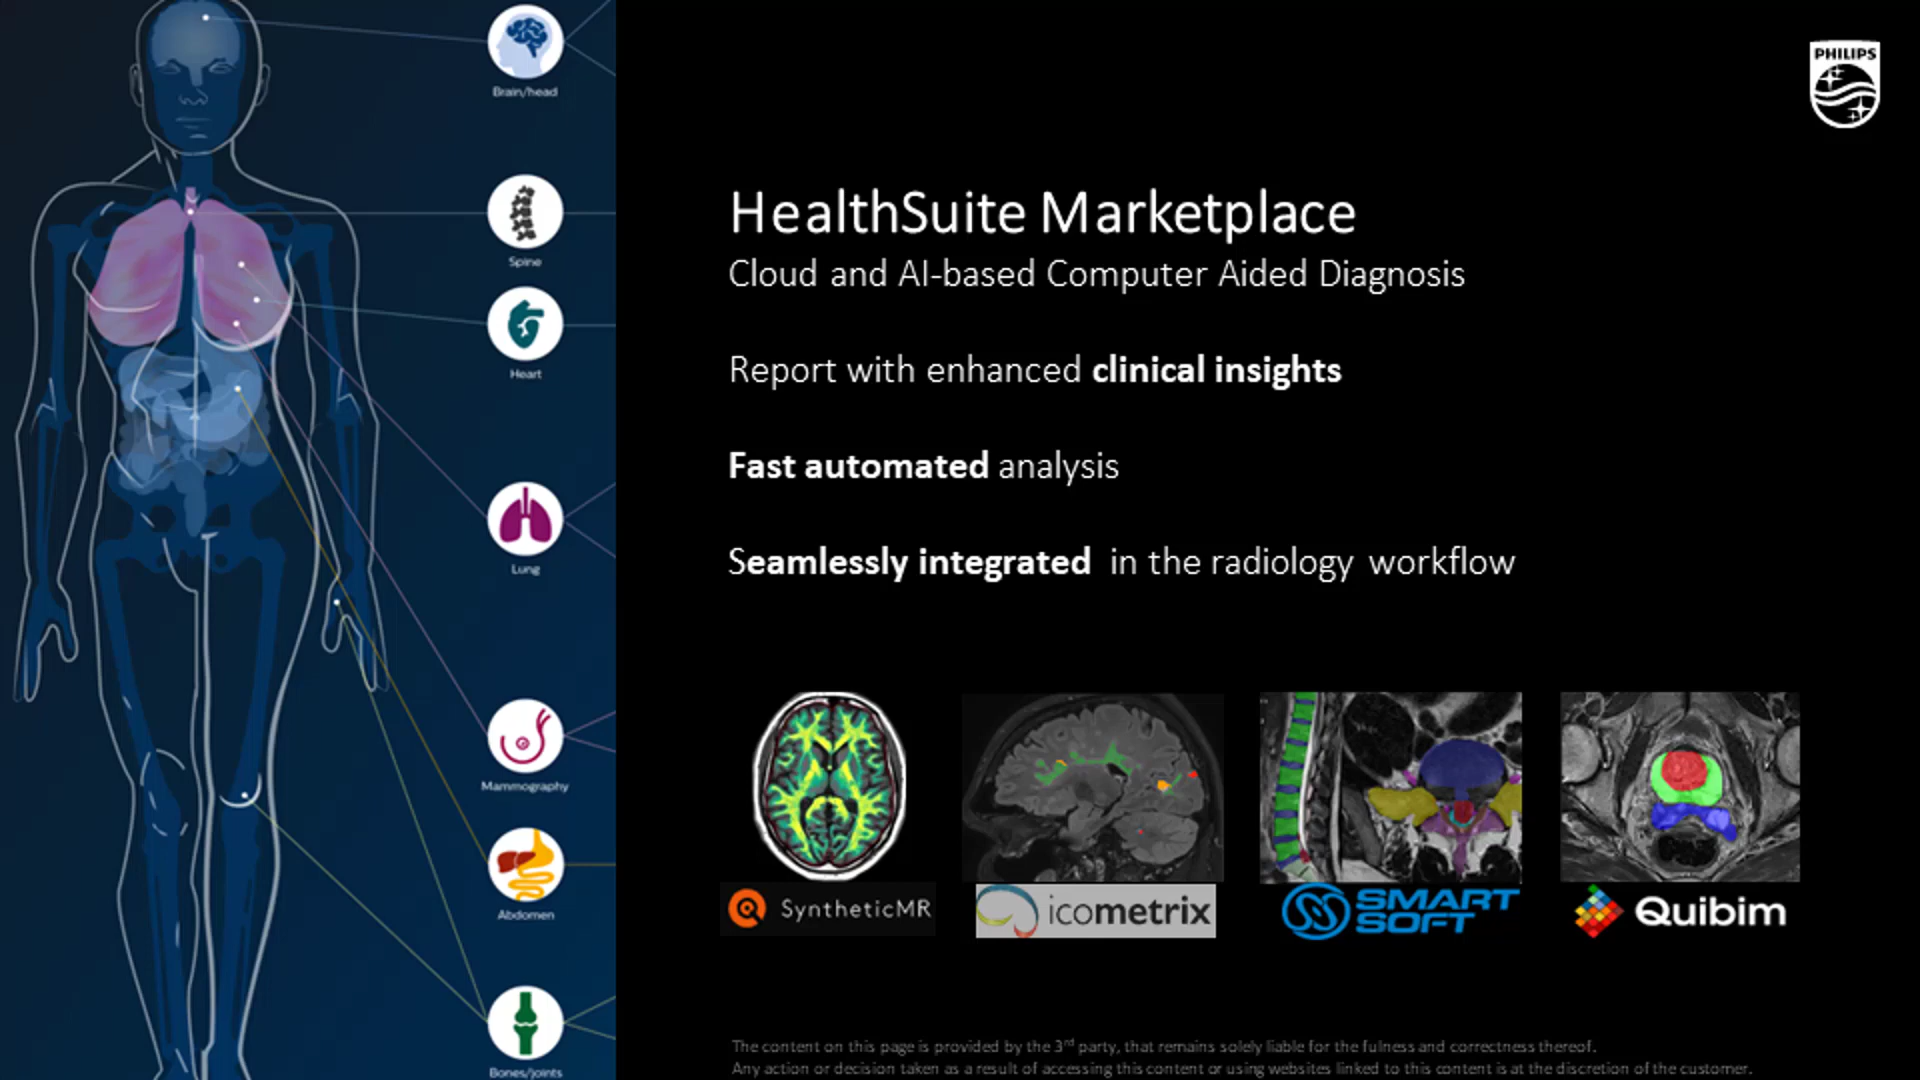 Brain/head
Spine
Heart
Lung
Mammography
Abdomen
Bones/joints
PHILIPS
HealthSuite Marketplace
Cloud and AI-based Computer Aided Diagnosis
Report with enhanced clinical insights
Fast automated analysis
Seamlessly integrated in the radiology workflow
SyntheticMR
icometrix
SMART SOFT
Quibim
The content on this page is provided by the 3rd party, that remains solely liable for the fulness and correctness thereof.
Any action or decision taken as a result of accessing this content or using websites linked to this content is at the discretion of the customer.